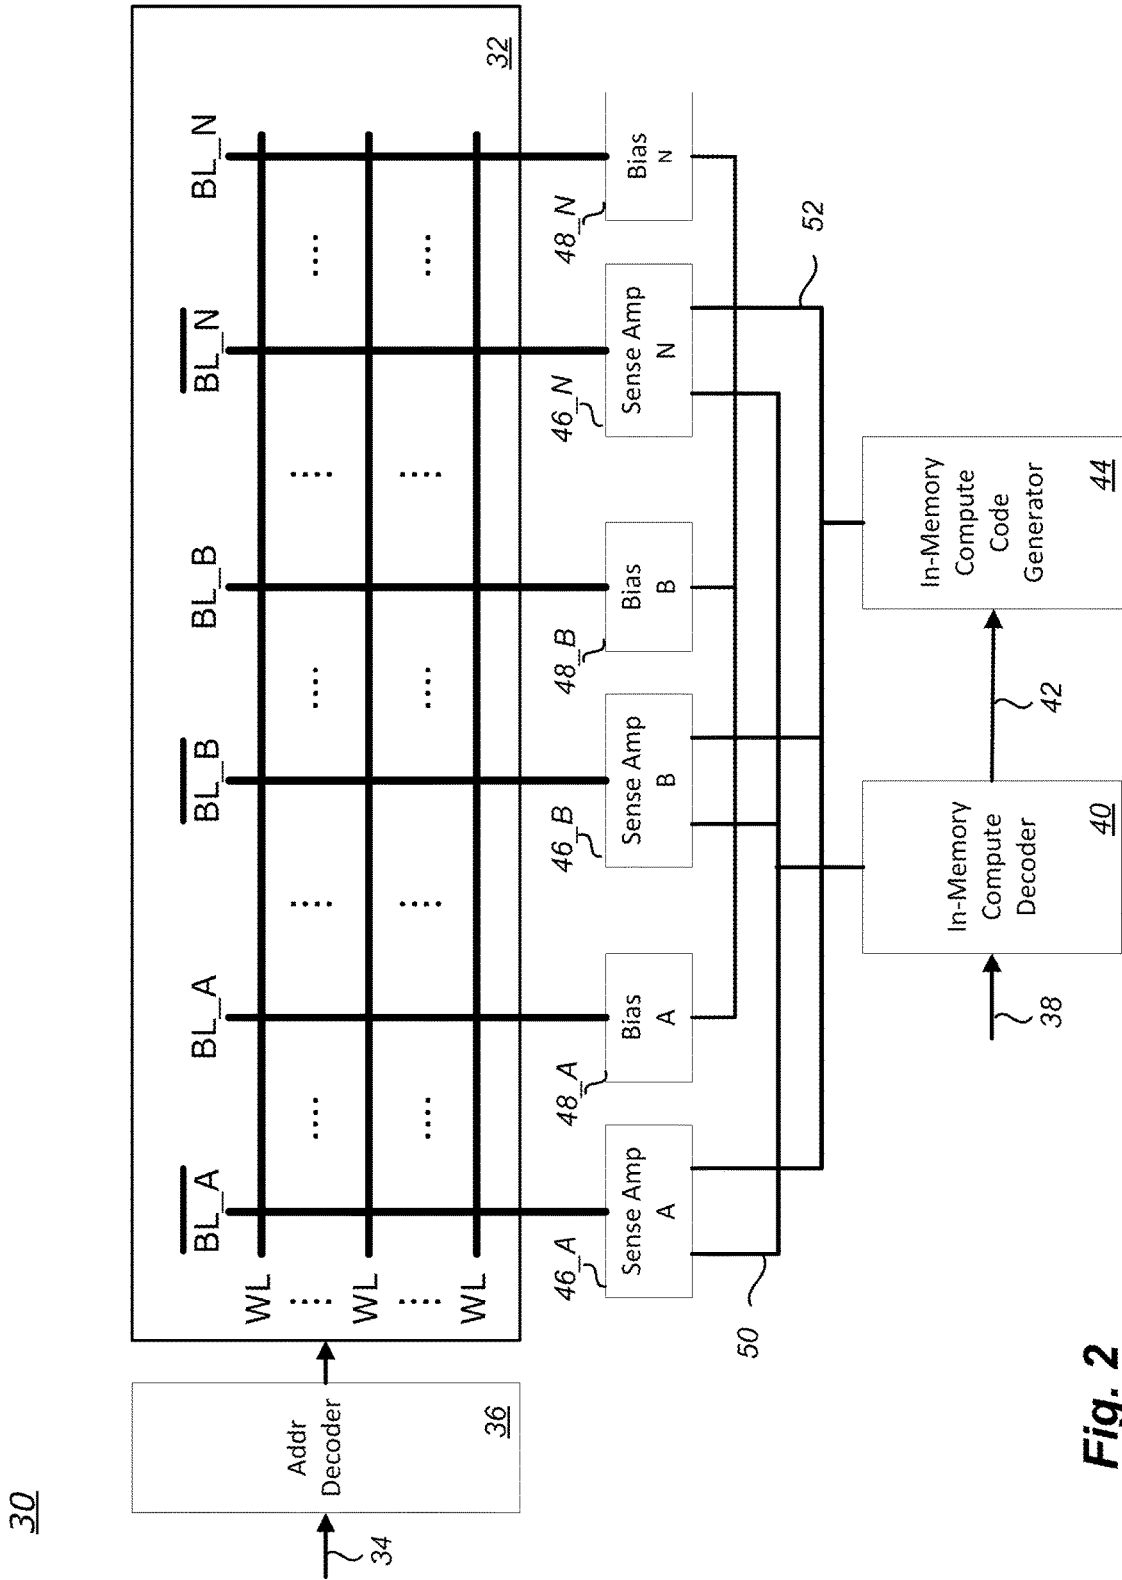 30
34
Addr
Decoder
36
32
BL_A
BL_A
BL_B
BL_B
BL_N
BL_N
WL
....
....
....
....
....
....
WL
....
....
....
....
....
....
WL
46_A
Sense Amp
A
48_A
Bias
A
46_B
Sense Amp
B
48_B
Bias
B
46_N
Sense Amp
N
48_N
Bias
N
50
52
38
In-Memory
Compute
Decoder
40
42
In-Memory
Compute
Code
Generator
44
Fig. 2